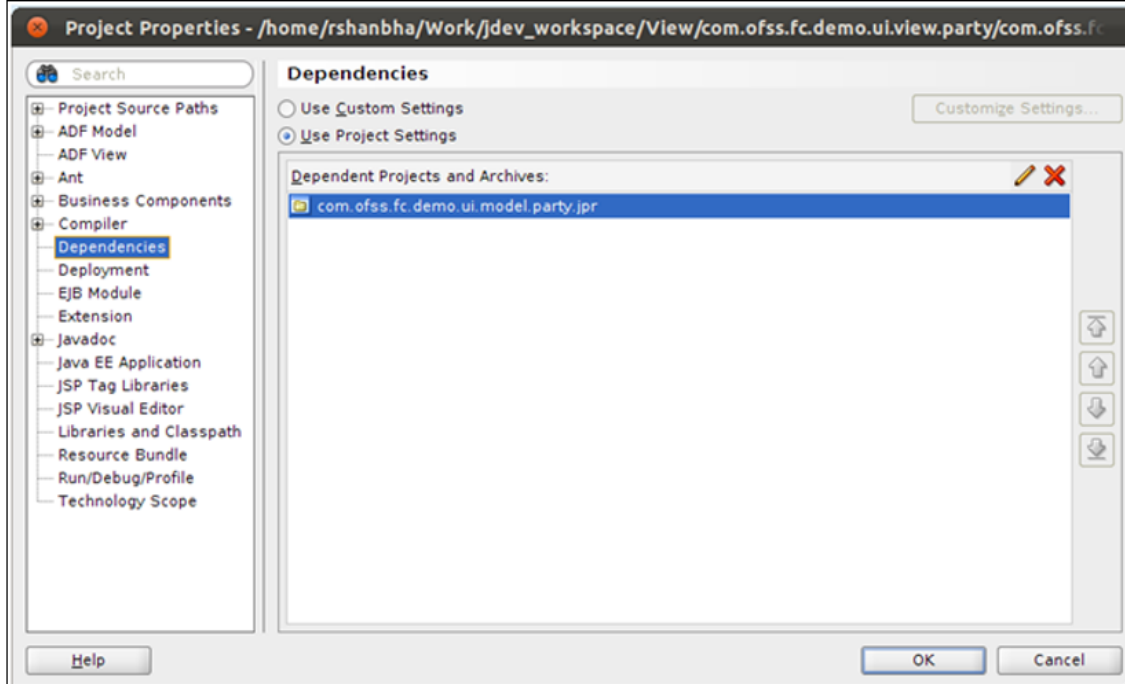 Project Properties - /home/rshanbha/Work/jdev_workspace/View/com.ofss.fc.demo.ui.view.party/com.ofss.fc
Search
Project Source Paths
ADF Model
ADF View
Ant
Business Components
Compiler
Dependencies
Deployment
EJB Module
Extension
Javadoc
Java EE Application
JSP Tag Libraries
JSP Visual Editor
Libraries and Classpath
Resource Bundle
Run/Debug/Profile
Technology Scope
Dependencies
Use Custom Settings
Customize Settings...
Use Project Settings
Dependent Projects and Archives:
com.ofss.fc.demo.ui.model.party.jpr
Help
OK
Cancel